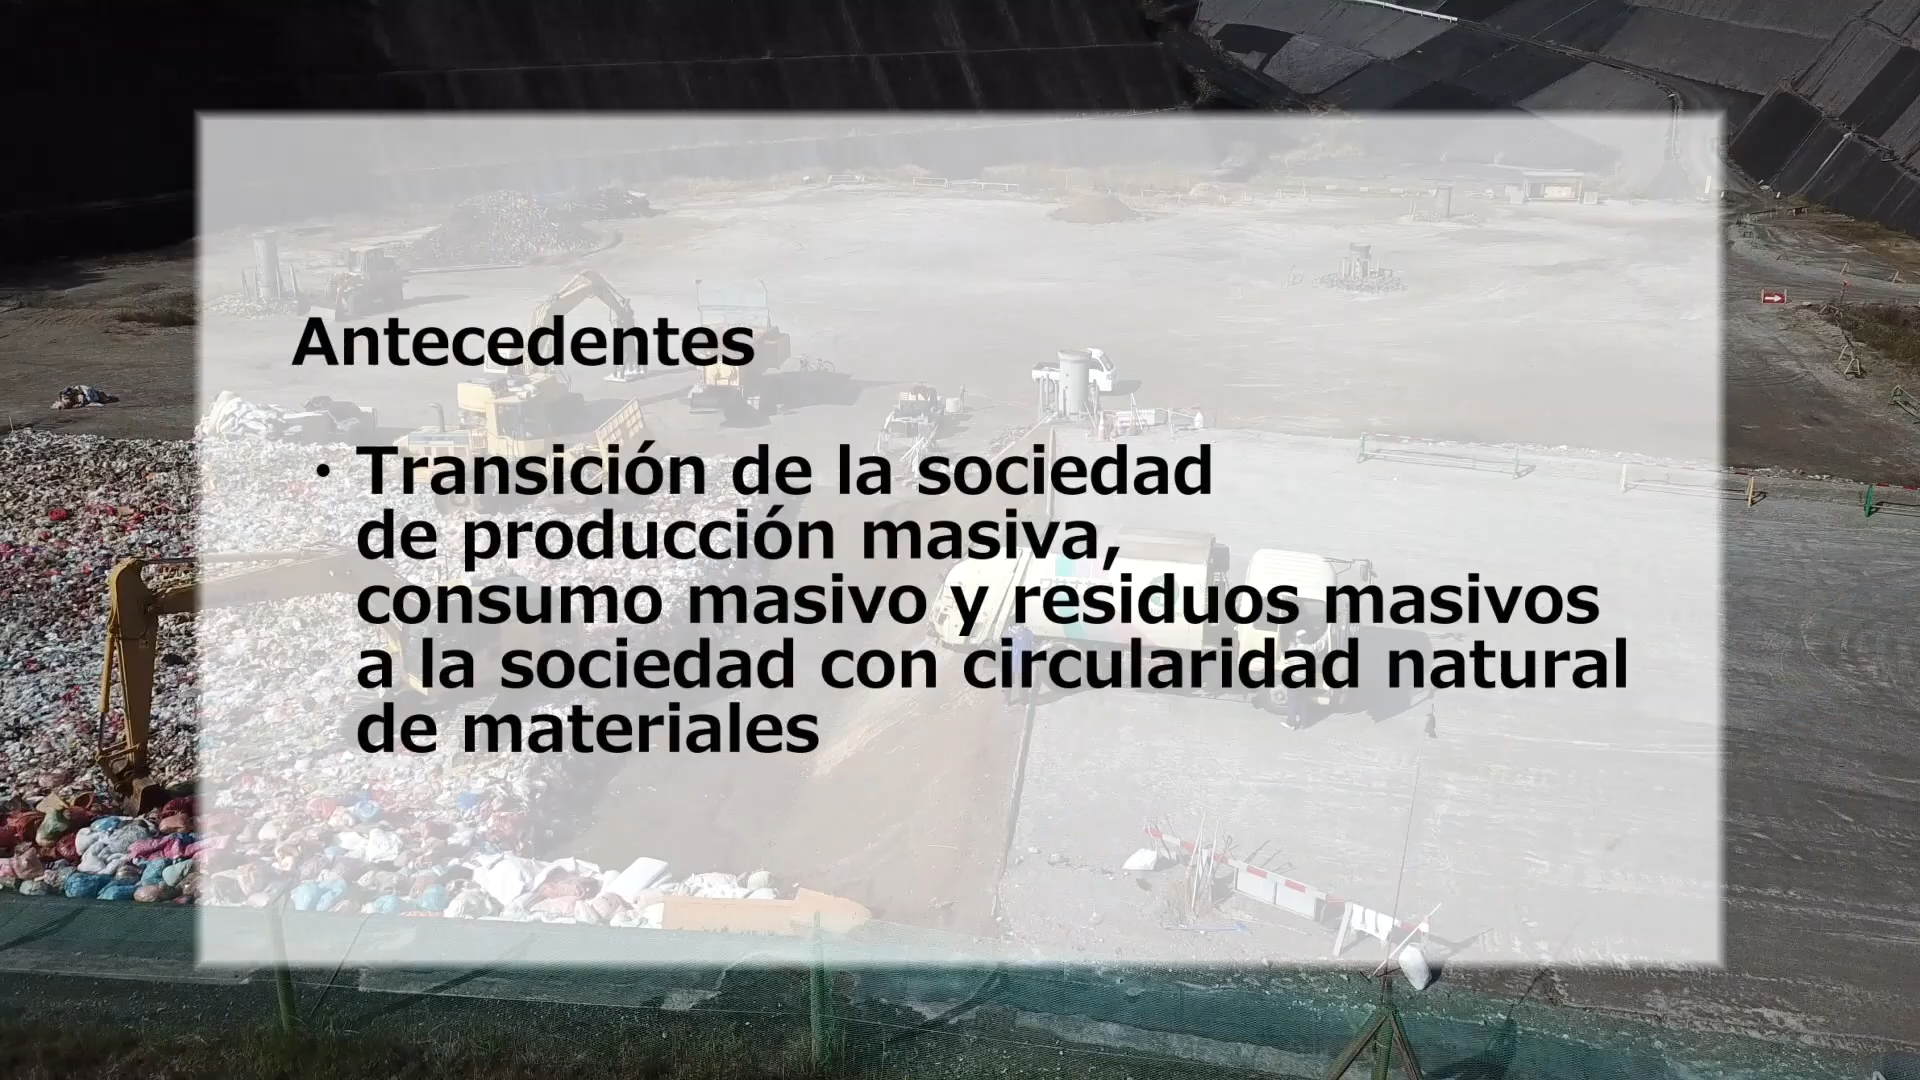 Antecedentes
・Transición de la sociedad
de producción masiva,
consumo masivo y residuos masivos
a la sociedad con circularidad natural
de materiales